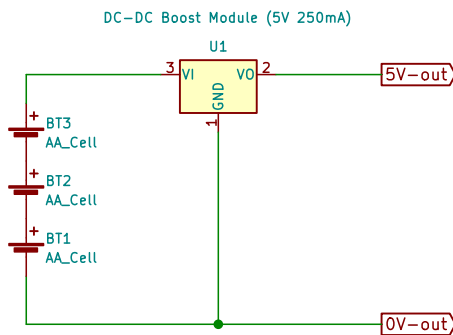 DC-DC Boost Module (5V 250mA)
U1
3 VI VO 2 5V-out
GND
1
+
BT3
AA_Cell
+
BT2
AA_Cell
+
BT1
AA_Cell
0V-out